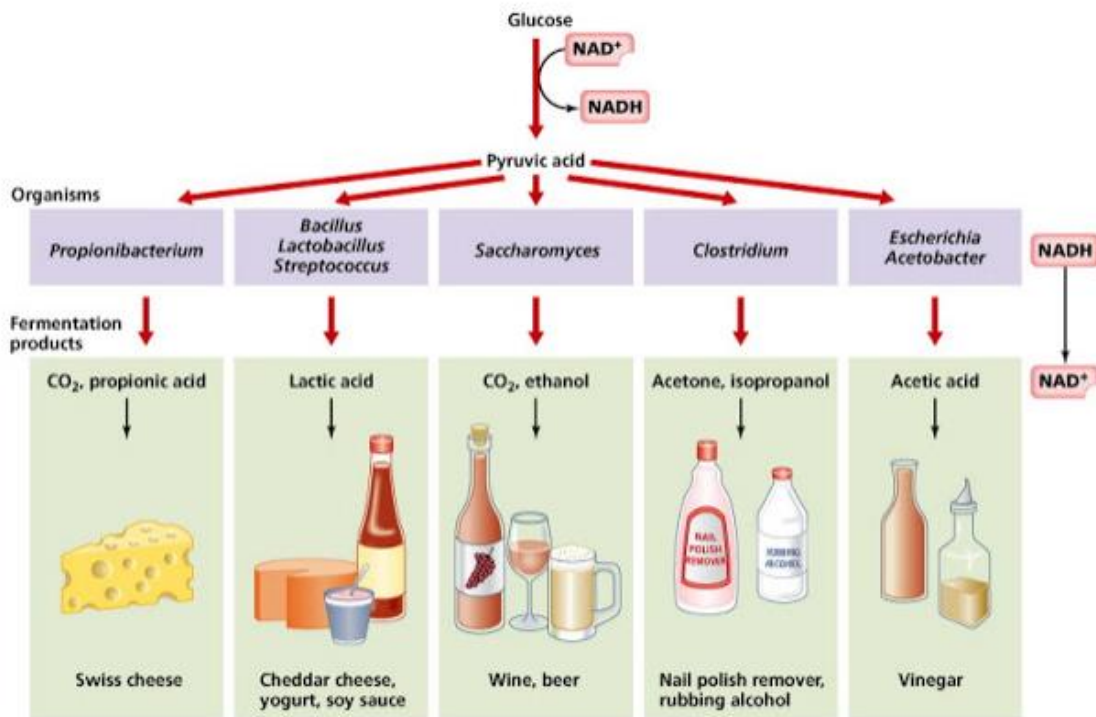 Glucose
NAD⁺
NADH
Pyruvic acid
Organisms
Propionibacterium
Bacillus
Lactobacillus
Streptococcus
Saccharomyces
Clostridium
Escherichia
Acetobacter
NADH
Fermentation
products
CO₂, propionic acid
Lactic acid
CO₂, ethanol
Acetone, isopropanol
Acetic acid
NAD⁺
NAIL
POLISH
REMOVER
RUBBING
ALCOHOL
Swiss cheese
Cheddar cheese,
yogurt, soy sauce
Wine, beer
Nail polish remover,
rubbing alcohol
Vinegar